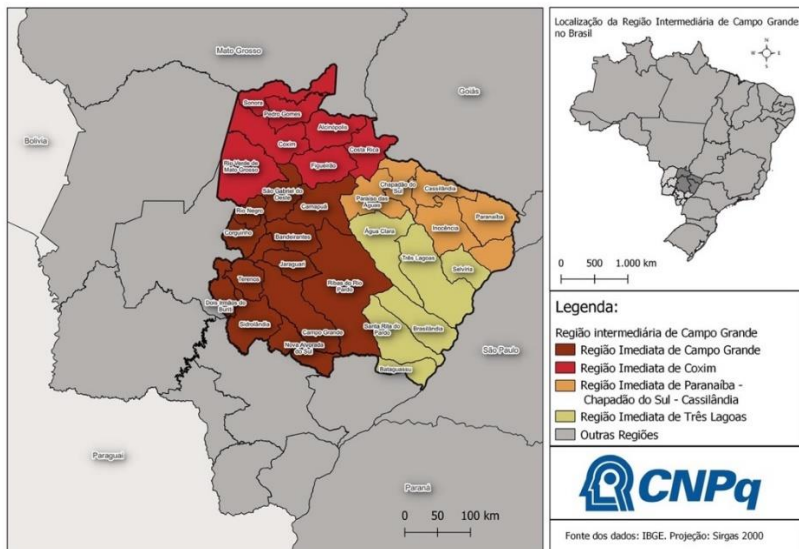 Mato Grosso
Goiás
Bolívia
Sonora
Pedro Gomes
Alcinópolis
Coxim
Costa Rica
Rio Verde de
Mato Grosso
Figueirão
São Gabriel do
Oeste
Camapuã
Chapadão do
Sul
Cassilândia
Paraíso das
Águas
Paranaíba
Rio Negro
Corguinho
Bandeirantes
Água Clara
Inocência
Jaraguari
Três Lagoas
Selvíria
Terenos
Ribas do Rio
Pardo
Dois Irmãos do
Buriti
Sidrolândia
Campo Grande
Santa Rita do
Pardo
Brasilândia
Nova Alvorada
do Sul
São Paulo
Bataguassu
Paraguai
Paraná
0 50 100 km
Localização da Região Intermediária de Campo Grande
no Brasil
N
W E
S
0 500 1.000 km
Legenda:
Região intermediária de Campo Grande
Região Imediata de Campo Grande
Região Imediata de Coxim
Região Imediata de Paranaíba -
Chapadão do Sul - Cassilândia
Região Imediata de Três Lagoas
Outras Regiões
CNPq
Fonte dos dados: IBGE. Projeção: Sirgas 2000